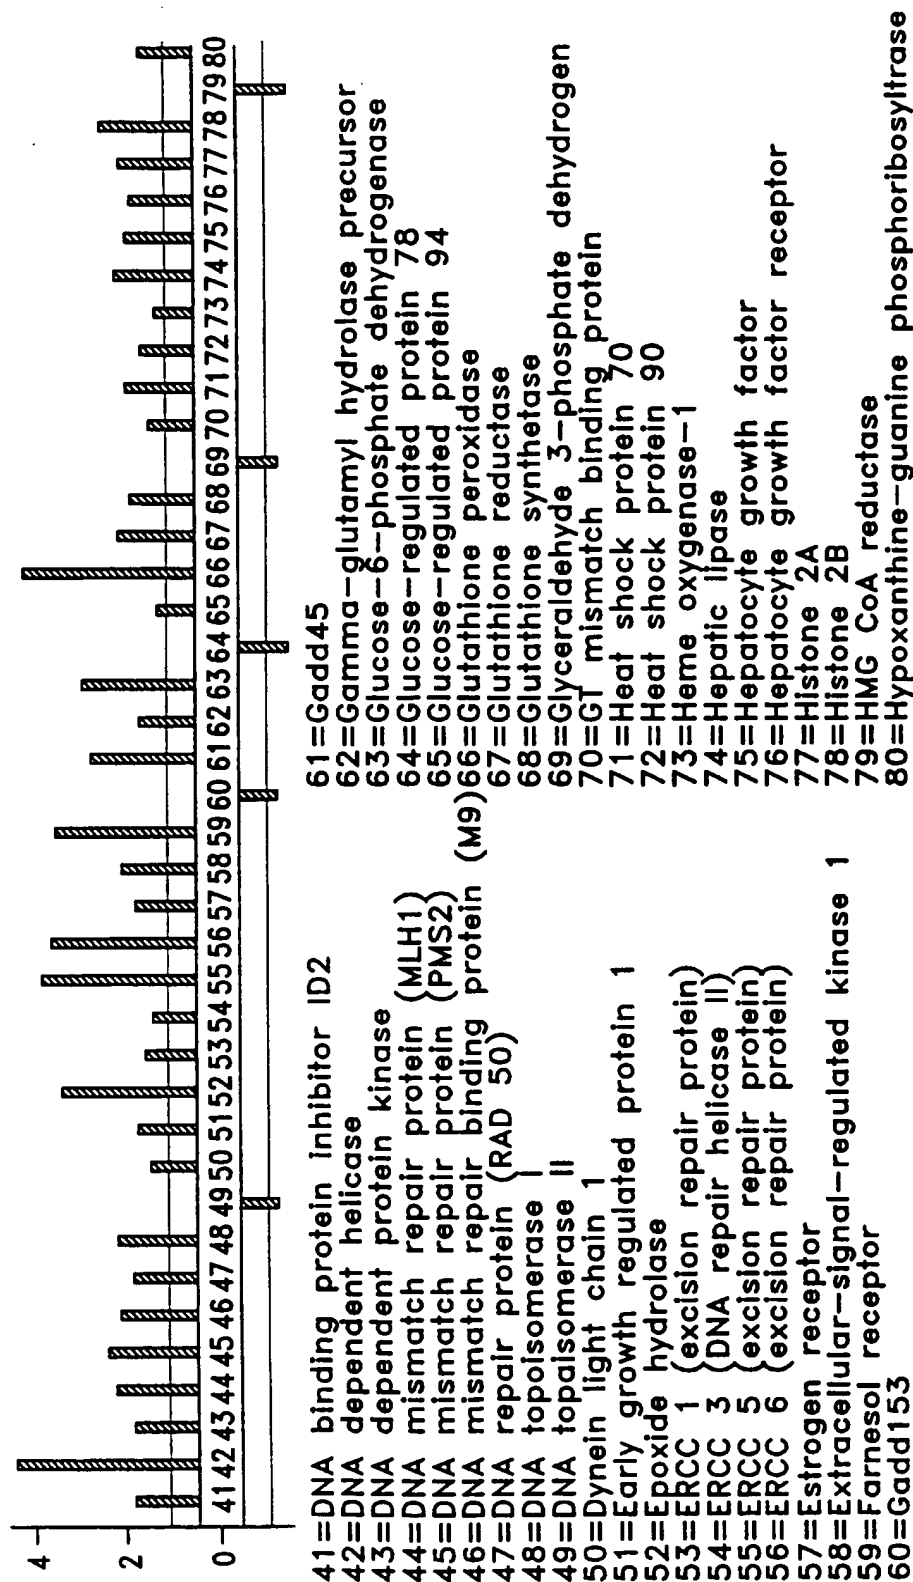 4
2
0
41 42 43 44 45 46 47 48 49 50 51 52 53 54 55 56 57 58 59 60 61 62 63 64 65 66 67 68 69 70 71 72 73 74 75 76 77 78 79 80
41=DNA binding protein inhibitor ID2
42=DNA dependent helicase
43=DNA dependent protein kinase
44=DNA mismatch repair protein (MLH1)
45=DNA mismatch repair protein (PMS2)
46=DNA mismatch repair binding protein (M9)
47=DNA repair protein (RAD 50)
48=DNA topoisomerase I
49=DNA topaisomerase II
50=Dynein light chain 1
51=Early growth regulated protein 1
52=Epoxide hydrolase
53=ERCC 1 (excision repair protein)
54=ERCC 3 (DNA repair helicase II)
55=ERCC 5 (excision repair protein)
56=ERCC 6 (excision repair protein)
57=Estrogen receptor
58=Extracellular-signal-regulated kinase 1
59=Farnesol receptor
60=Gadd153
61=Gadd45
62=Gamma-glutamyl hydrolase precursor
63=Glucose-6-phosphate dehydrogenase
64=Glucose-regulated protein 78
65=Glucose-regulated protein 94
66=Glutathione peroxidase
67=Glutathione reductase
68=Glutathione synthetase
69=Glyceraldehyde 3-phosphate dehydrogen
70=GT mismatch binding protein
71=Heat shock protein 70
72=Heat shock protein 90
73=Heme oxygenase-1
74=Hepatic lipase
75=Hepatocyte growth factor
76=Hepatocyte growth factor receptor
77=Histone 2A
78=Histone 2B
79=HMG CoA reductase
80=Hypoxanthine-guanine phosphoribosyltrase